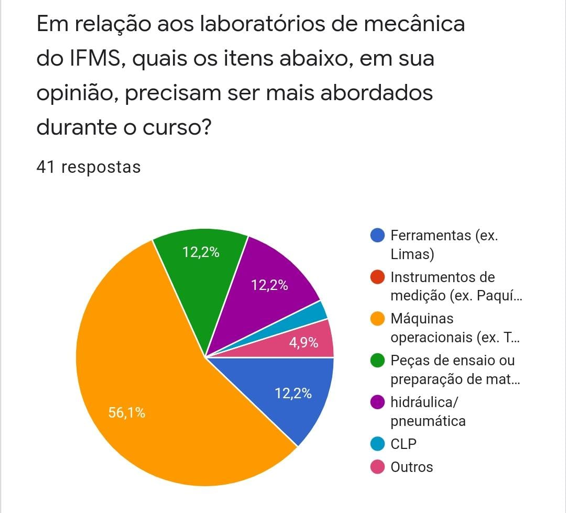 Em relação aos laboratórios de mecânica
do IFMS, quais os itens abaixo, em sua
opinião, precisam ser mais abordados
durante o curso?
41 respostas
12,2%
12,2%
4,9%
12,2%
56,1%
Ferramentas (ex.
Limas)
Instrumentos de
medição (ex. Paquí...
Máquinas
operacionais (ex. T...
Peças de ensaio ou
preparação de mat...
hidráulica/
pneumática
CLP
Outros